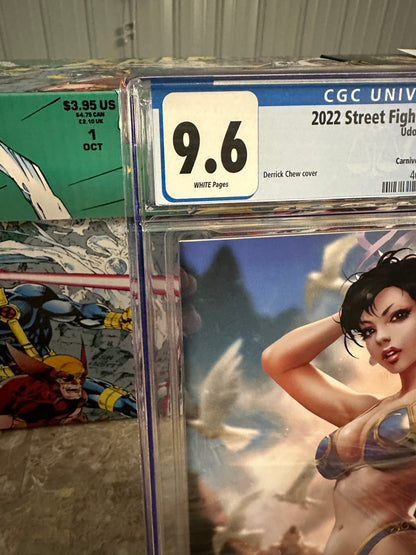 $3.95 US
$4.75 CAN
£2.10 UK
1
OCT
CGC UNIV
9.6
WHITE Pages
2022 Street Figh
Udo
Carniv
Derrick Chew cover